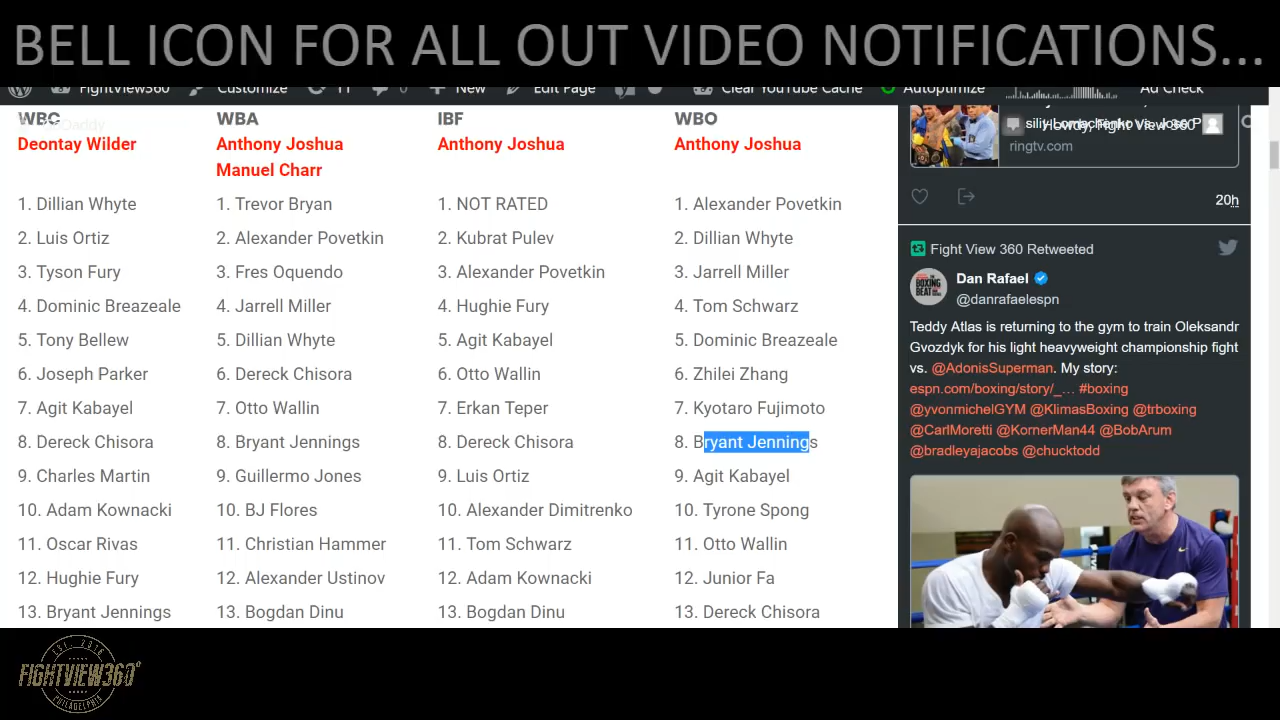 BELL ICON FOR ALL OUT VIDEO NOTIFICATIONS...
FightView360
Customize
11
0
New
Edit Page
Clear YouTube Cache
Autoptimize
Ad Check
Howdy, Fight View 360
WBC
Deontay Wilder
1. Dillian Whyte
2. Luis Ortiz
3. Tyson Fury
4. Dominic Breazeale
5. Tony Bellew
6. Joseph Parker
7. Agit Kabayel
8. Dereck Chisora
9. Charles Martin
10. Adam Kownacki
11. Oscar Rivas
12. Hughie Fury
13. Bryant Jennings
WBA
Anthony Joshua
Manuel Charr
1. Trevor Bryan
2. Alexander Povetkin
3. Fres Oquendo
4. Jarrell Miller
5. Dillian Whyte
6. Dereck Chisora
7. Otto Wallin
8. Bryant Jennings
9. Guillermo Jones
10. BJ Flores
11. Christian Hammer
12. Alexander Ustinov
13. Bogdan Dinu
IBF
Anthony Joshua
1. NOT RATED
2. Kubrat Pulev
3. Alexander Povetkin
4. Hughie Fury
5. Agit Kabayel
6. Otto Wallin
7. Erkan Teper
8. Dereck Chisora
9. Luis Ortiz
10. Alexander Dimitrenko
11. Tom Schwarz
12. Adam Kownacki
13. Bogdan Dinu
WBO
Anthony Joshua
1. Alexander Povetkin
2. Dillian Whyte
3. Jarrell Miller
4. Tom Schwarz
5. Dominic Breazeale
6. Zhilei Zhang
7. Kyotaro Fujimoto
8. Bryant Jennings
9. Agit Kabayel
10. Tyrone Spong
11. Otto Wallin
12. Junior Fa
13. Dereck Chisora
ringtv.com
20h
Fight View 360 Retweeted
Dan Rafael
@danrafaelespn
Teddy Atlas is returning to the gym to train Oleksandr
Gvozdyk for his light heavyweight championship fight
vs. @AdonisSuperman. My story:
espn.com/boxing/story/_… #boxing
@yvonmichelGYM @KlimasBoxing @trboxing
@CarlMoretti @KornerMan44 @BobArum
@bradleyajacobs @chucktodd
THE BOXING BEAT
EST. 2016
FIGHTVIEW360°
PHILADELPHIA